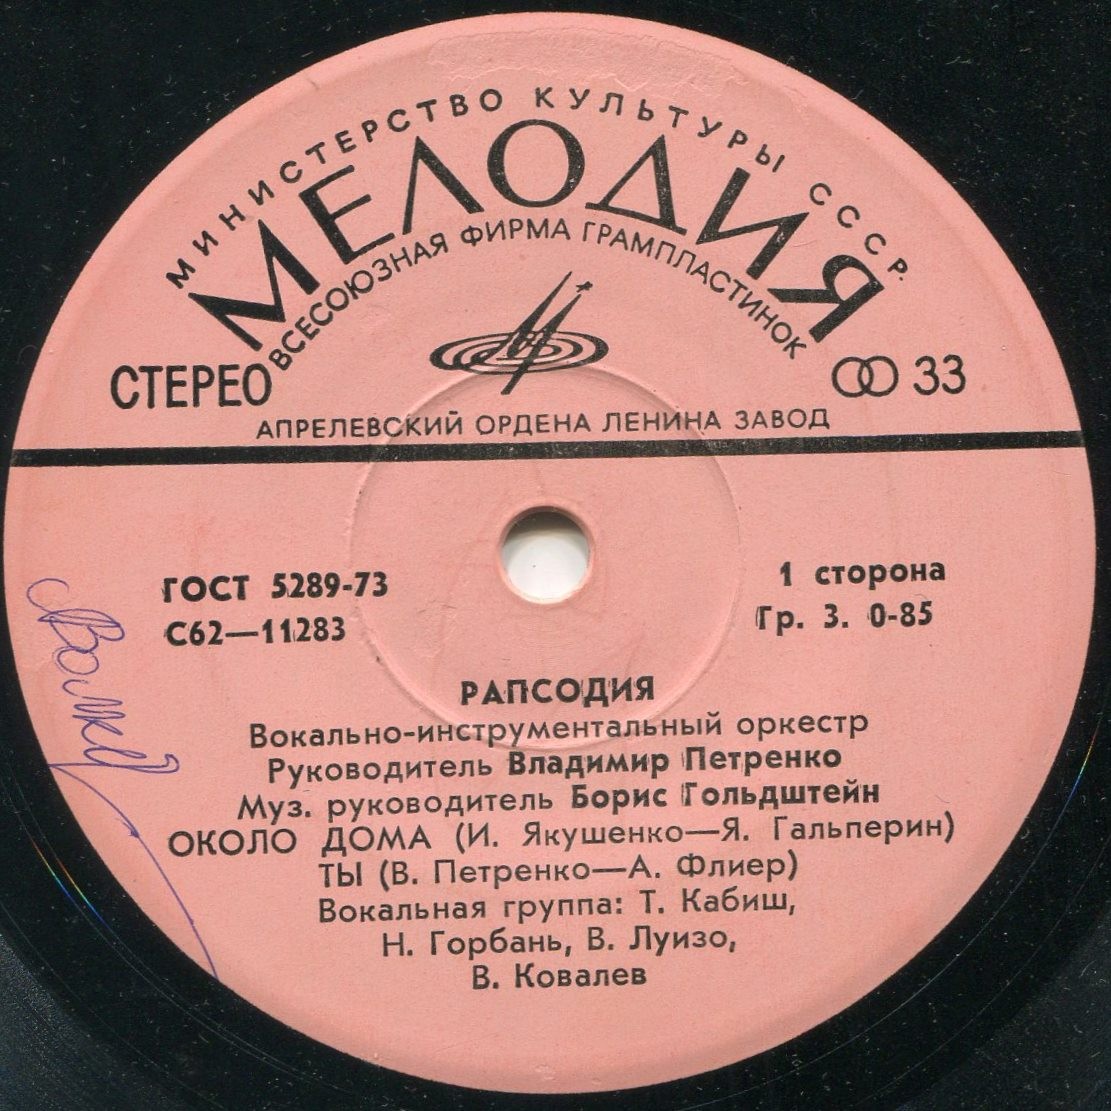 МИНИСТЕРСТВО КУЛЬТУРЫ СССР.
МЕЛОДИЯ
ВСЕСОЮЗНАЯ ФИРМА ГРАМПЛАСТИНОК
СТЕРЕО
33
АПРЕЛЕВСКИЙ ОРДЕНА ЛЕНИНА ЗАВОД
ГОСТ 5289-73
1 сторона
С62—11283
Гр. 3. 0-85
РАПСОДИЯ
Вокально-инструментальный оркестр
Руководитель Владимир Петренко
Муз. руководитель Борис Гольдштейн
ОКОЛО ДОМА (И. Якушенко—Я. Гальперин)
ТЫ (В. Петренко—А. Флиер)
Вокальная группа: Т. Кабиш,
Н. Горбань, В. Луизо,
В. Ковалев